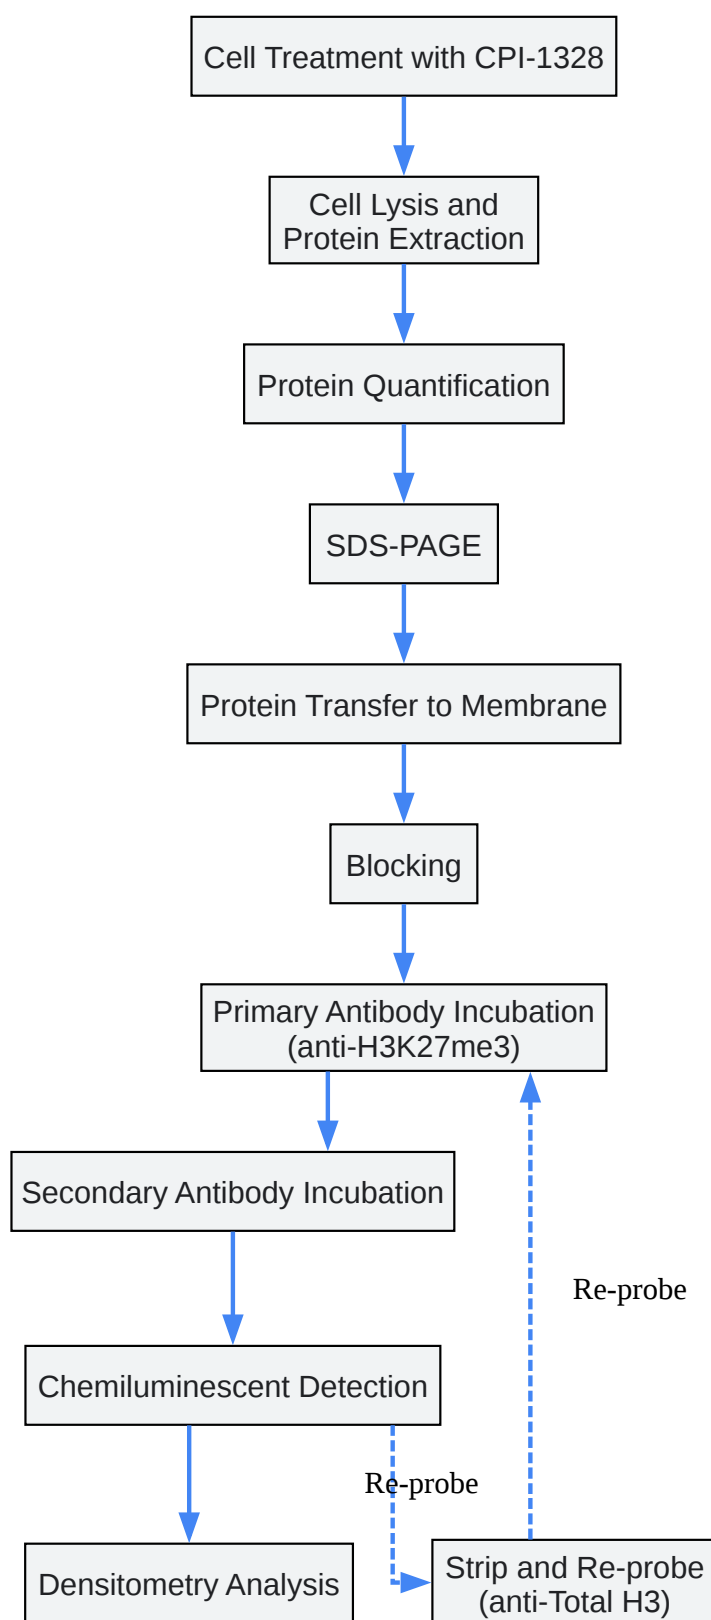 Cell Treatment with CPI-1328
Cell Lysis and
Protein Extraction
Protein Quantification
SDS-PAGE
Protein Transfer to Membrane
Blocking
Primary Antibody Incubation
(anti-H3K27me3)
Secondary Antibody Incubation
Re-probe
Chemiluminescent Detection
Re-probe
Densitometry Analysis
Strip and Re-probe
(anti-Total H3)